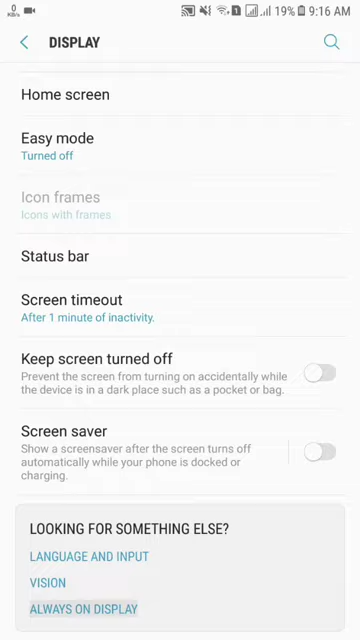 0
19% 9:16 AM
DISPLAY
Home screen
Easy mode
Turned off
Icon frames
Icons with frames
Status bar
Screen timeout
After 1 minute of inactivity.
Keep screen turned off
Prevent the screen from turning on accidentally while
the device is in a dark place such as a pocket or bag.
Screen saver
Show a screensaver after the screen turns off
automatically while your phone is docked or
charging.
LOOKING FOR SOMETHING ELSE?
LANGUAGE AND INPUT
VISION
ALWAYS ON DISPLAY